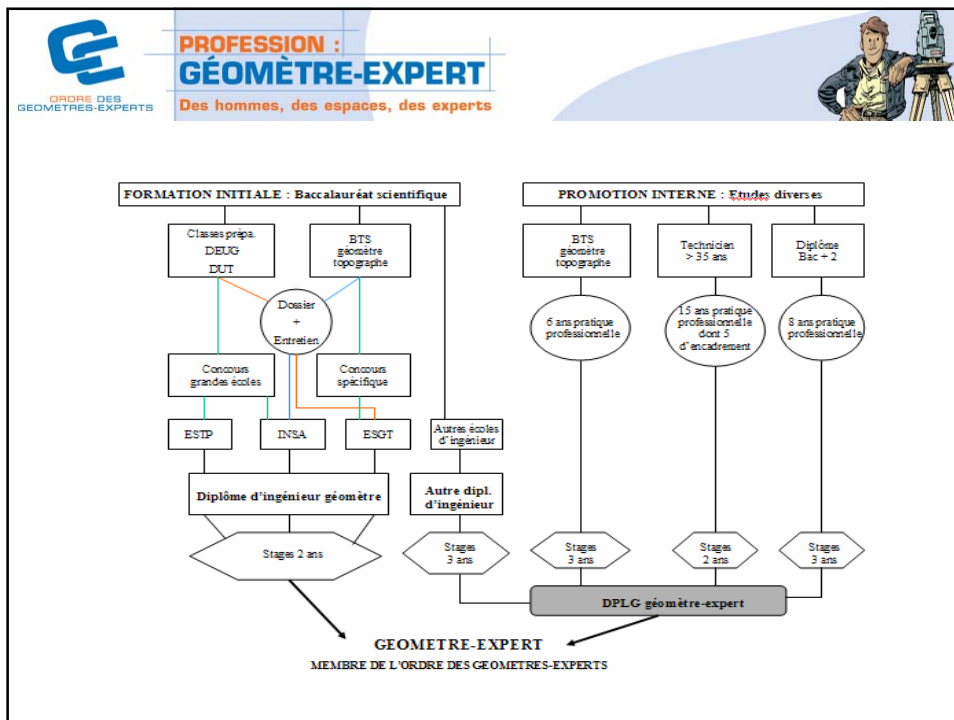 ORDRE DES
GEOMETRES-EXPERTS
PROFESSION :
GÉOMÈTRE-EXPERT
Des hommes, des espaces, des experts
FORMATION INITIALE : Baccalauréat scientifique
Classes prépa.
DEUG
DUT
BTS
géomètre
topographe
Dossier
+
Entretien
Concours
grandes écoles
Concours
spécifique
ESTP
INSA
ESGT
Autres écoles
d'ingénieur
Diplôme d'ingénieur géomètre
Autre dipl.
d'ingénieur
Stages 2 ans
Stages
3 ans
PROMOTION INTERNE : Etudes diverses
BTS
géomètre
topographe
Technicien
> 35 ans
Diplôme
Bac + 2
6 ans pratique
professionnelle
15 ans pratique
professionnelle
dont 5
d'encadrement
8 ans pratique
professionnelle
Stages
3 ans
Stages
2 ans
Stages
3 ans
DPLG géomètre-expert
GEOMETRE-EXPERT
MEMBRE DE L'ORDRE DES GEOMETRES-EXPERTS